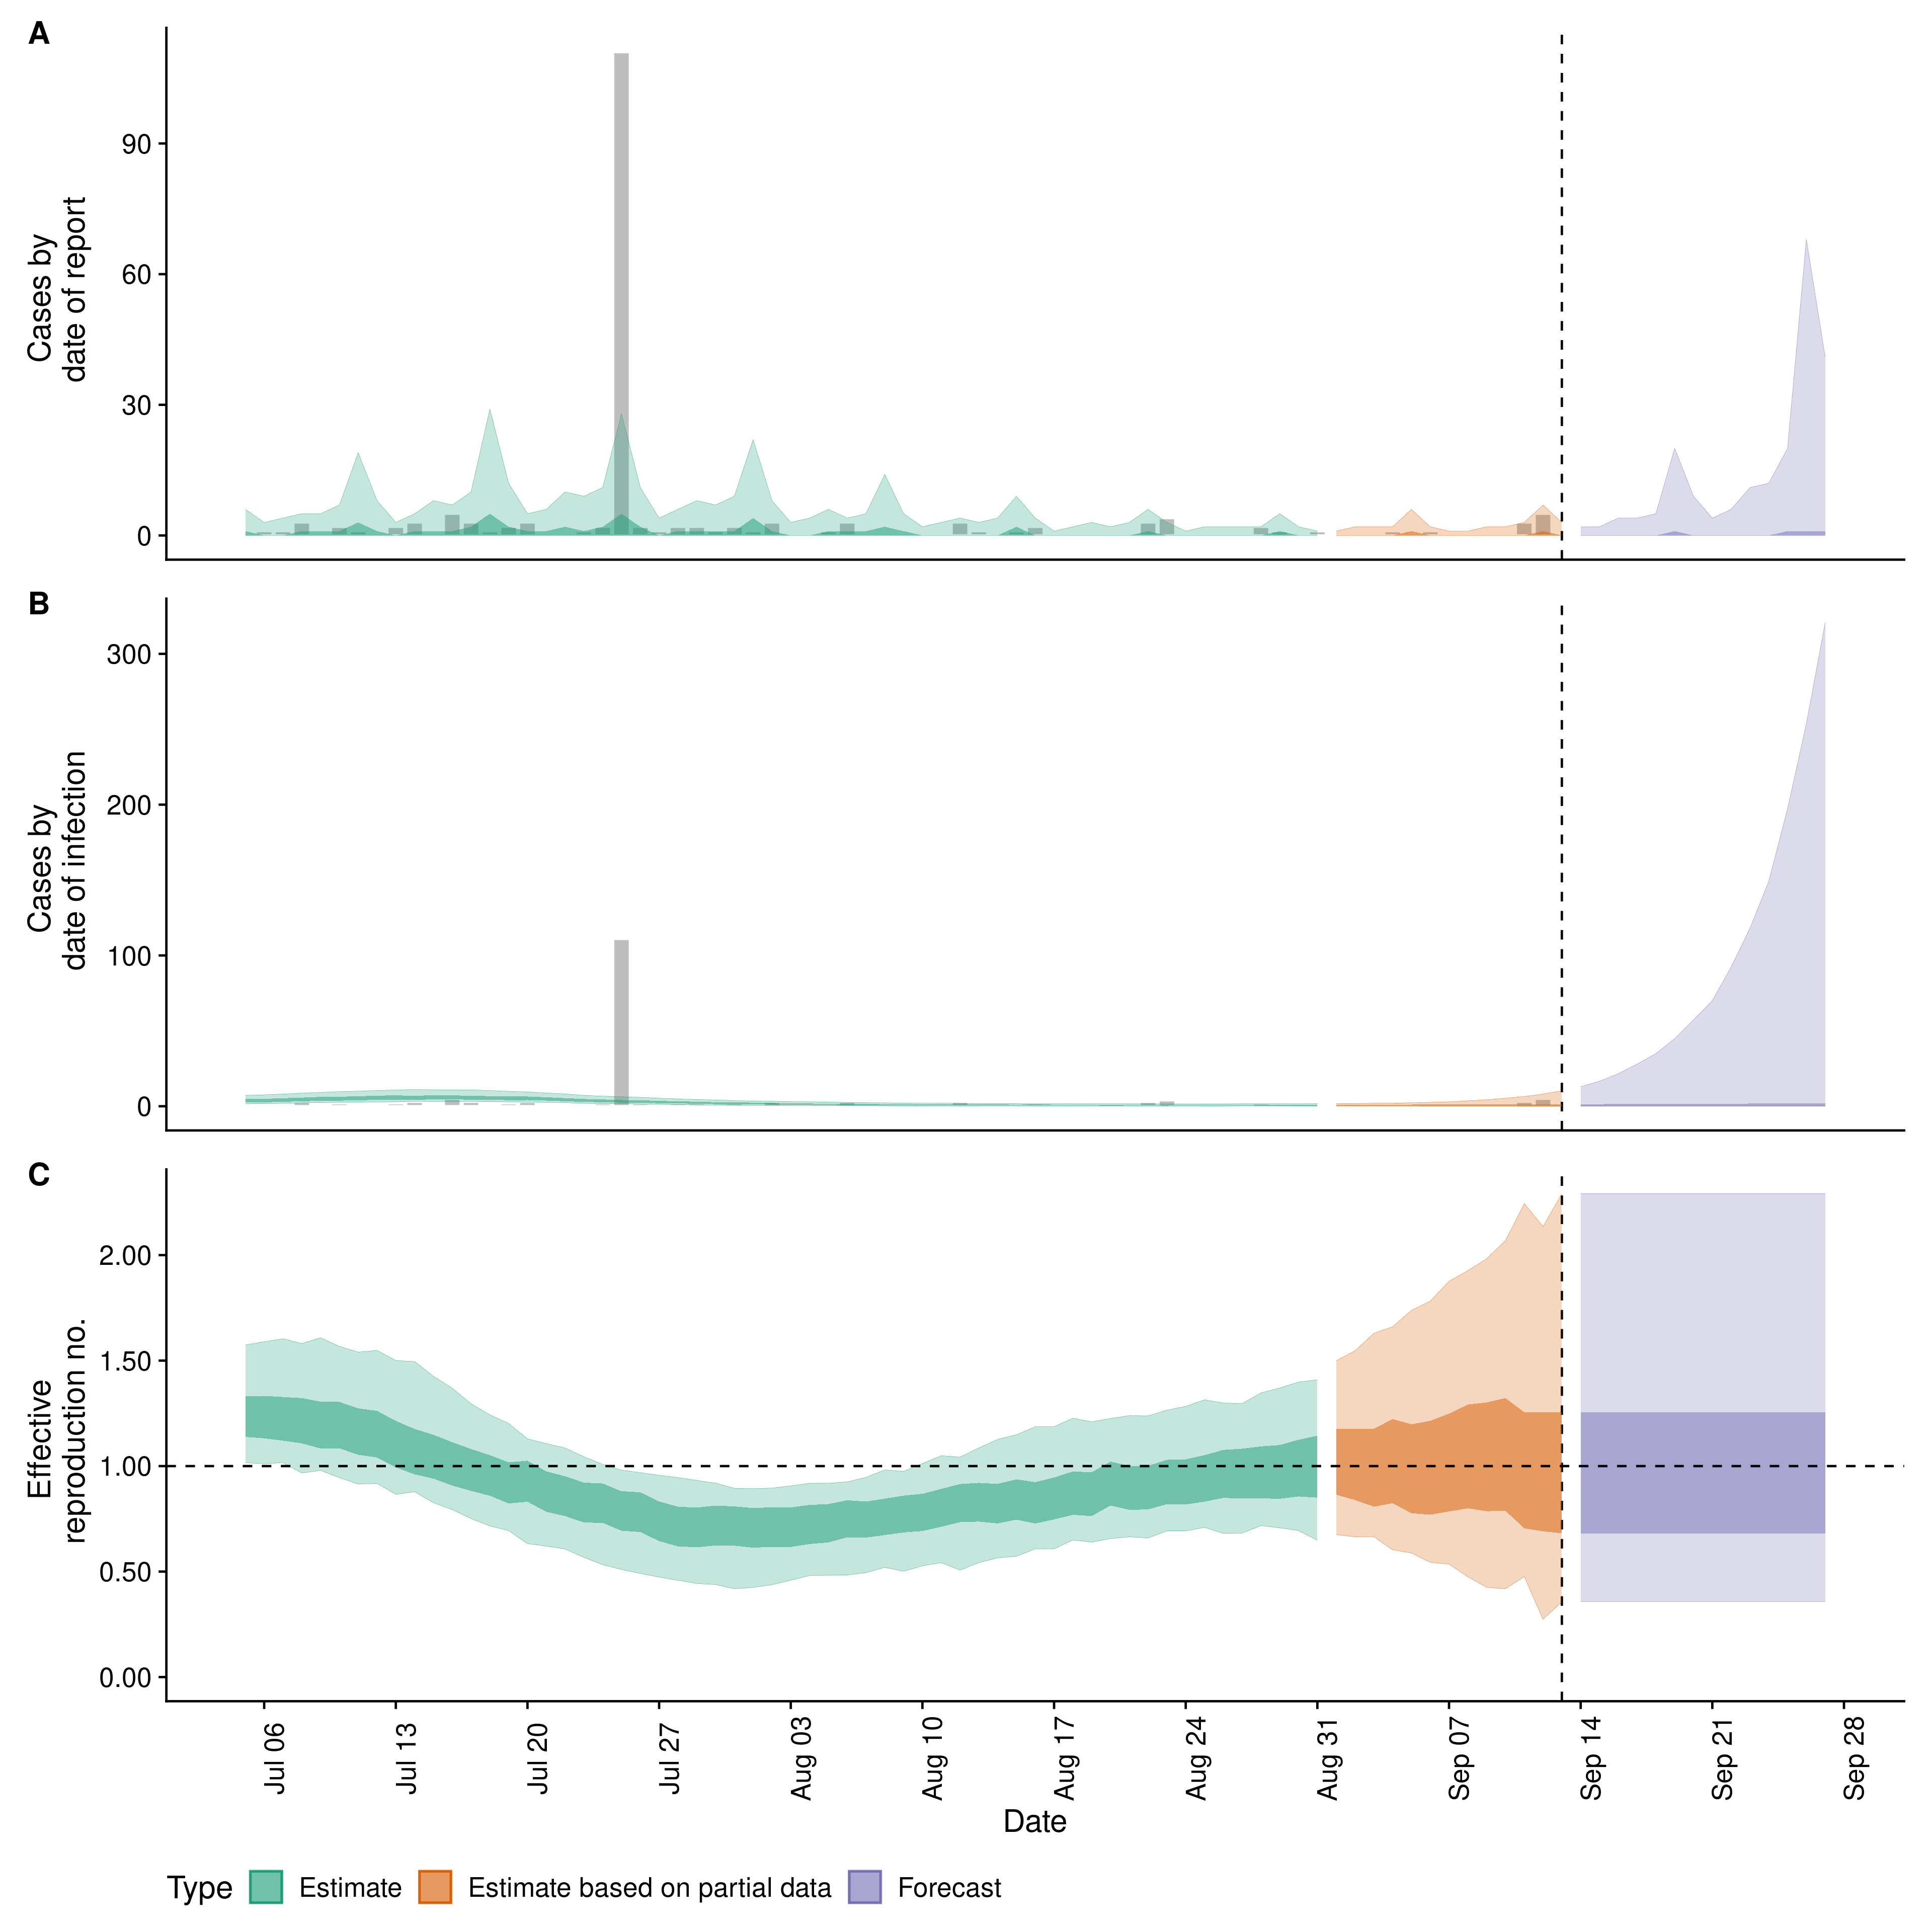 A
Cases by
date of report
90
60
30
0
B
Cases by
date of infection
300
200
100
0
C
Effective
reproduction no.
2.00
1.50
1.00
0.50
0.00
Jul 06
Jul 13
Jul 20
Jul 27
Aug 03
Aug 10
Aug 17
Aug 24
Aug 31
Sep 07
Sep 14
Sep 21
Sep 28
Date
Type Estimate Estimate based on partial data Forecast